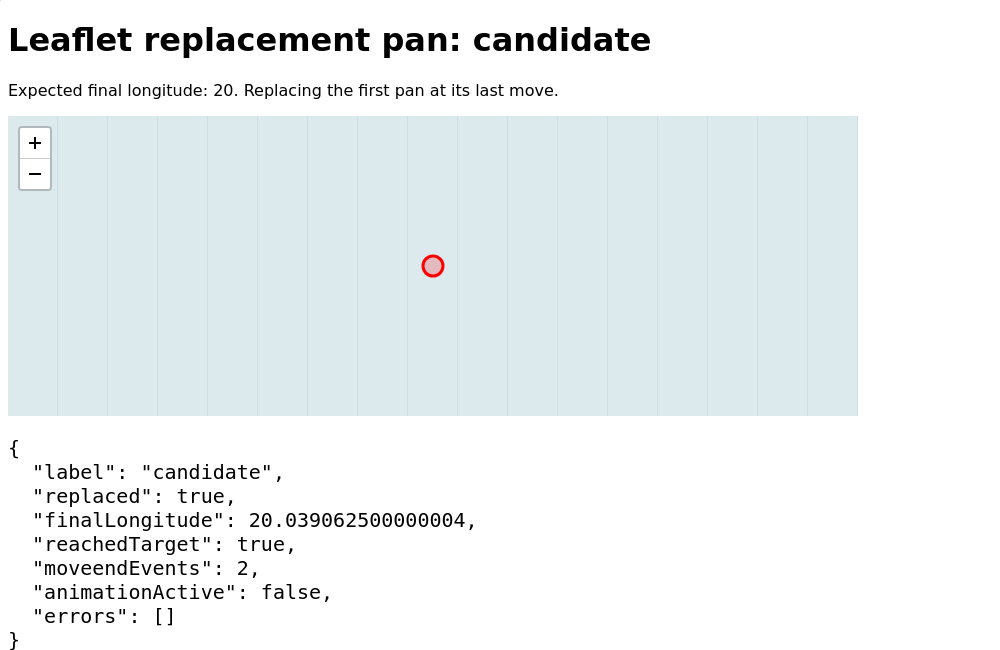 Leaflet replacement pan: candidate
Expected final longitude: 20. Replacing the first pan at its last move.
+
−
{
  "label": "candidate",
  "replaced": true,
  "finalLongitude": 20.039062500000004,
  "reachedTarget": true,
  "moveendEvents": 2,
  "animationActive": false,
  "errors": []
}